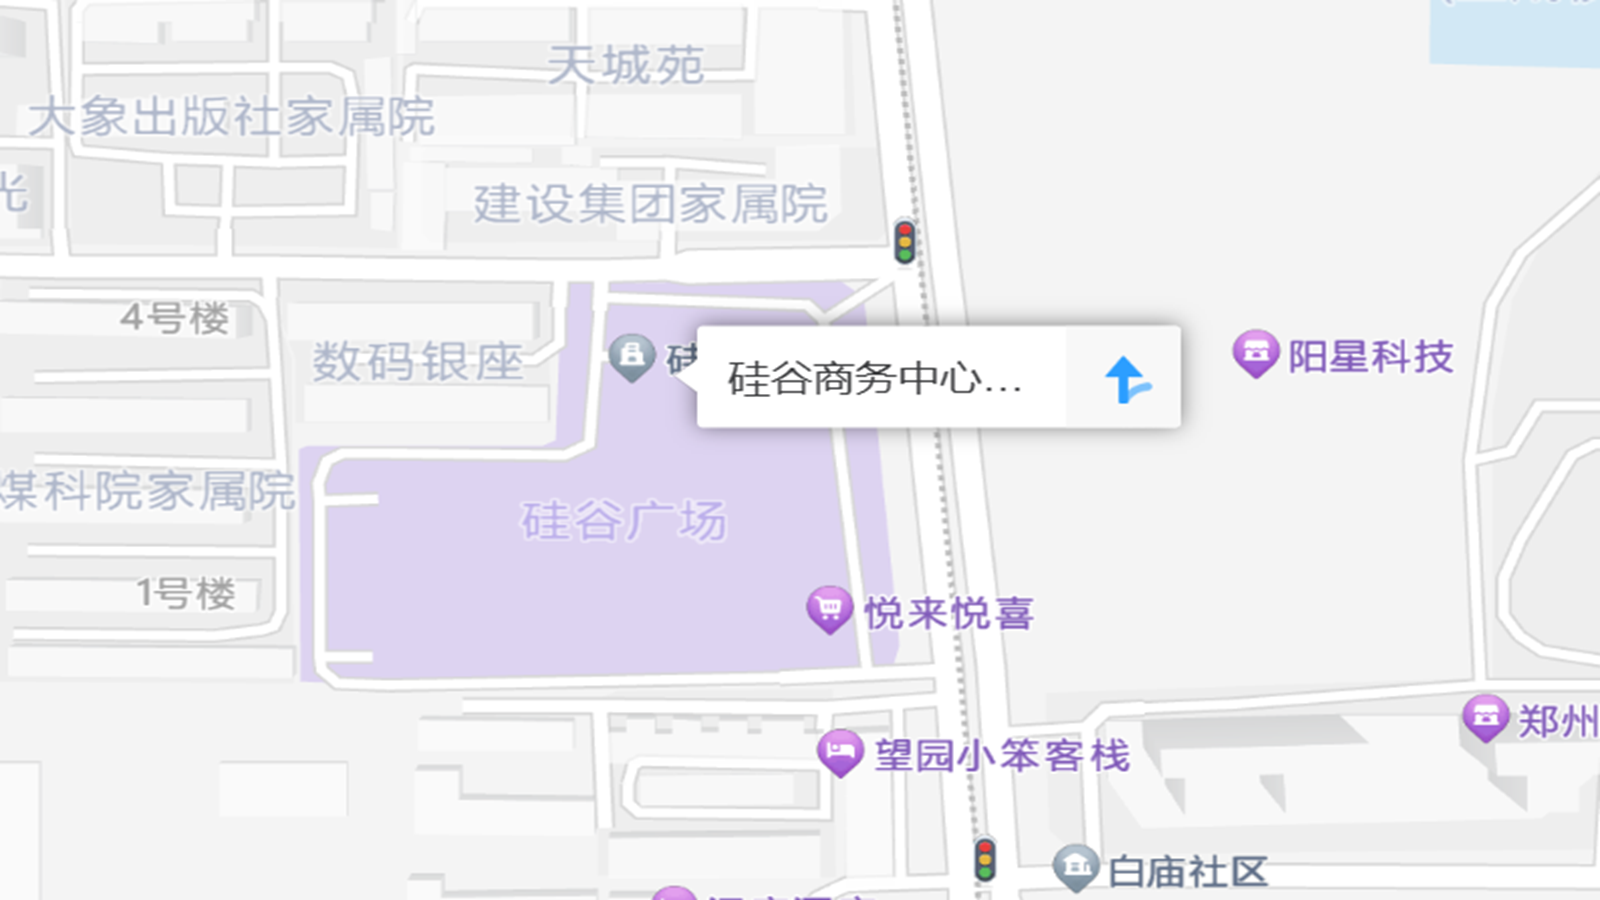 天城苑
大象出版社家属院
光
建设集团家属院
4号楼
数码银座
硅
硅谷商务中心...
阳星科技
煤科院家属院
硅谷广场
1号楼
悦来悦喜
郑州
望园小笨客栈
白庙社区